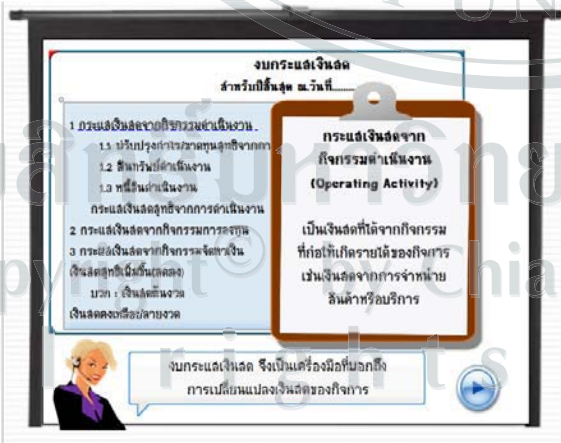 งบกระแสเงินสด
สำหรับปีสิ้นสุด ณ.วันที่..........
1 กระแสเงินสดจากกิจกรรมดำเนินงาน
1.1 ปรับปรุงกำไร/ขาดทุนสุทธิจากกา
1.2 สินทรัพย์ดำเนินงาน
1.3 หนี้สินดำเนินงาน
กระแสเงินสดสุทธิจากการดำเนินงาน
2 กระแสเงินสดจากกิจกรรมการลงทุน
3 กระแสเงินสดจากกิจกรรมจัดหาเงิน
เงินสดสุทธิเพิ่มขึ้น(ลดลง)
บวก : เงินสดต้นงวด
เงินสดคงเหลือปลายงวด
กระแสเงินสดจาก
กิจกรรมดำเนินงาน
(Operating Activity)
เป็นเงินสดที่ได้จากกิจกรรม
ที่ก่อให้เกิดรายได้ของกิจการ
เช่นเงินสดจากการจำหน่าย
สินค้าหรือบริการ
งบกระแสเงินสด จึงเป็นเครื่องมือที่บอกถึง
การเปลี่ยนแปลงเงินสดของกิจการ